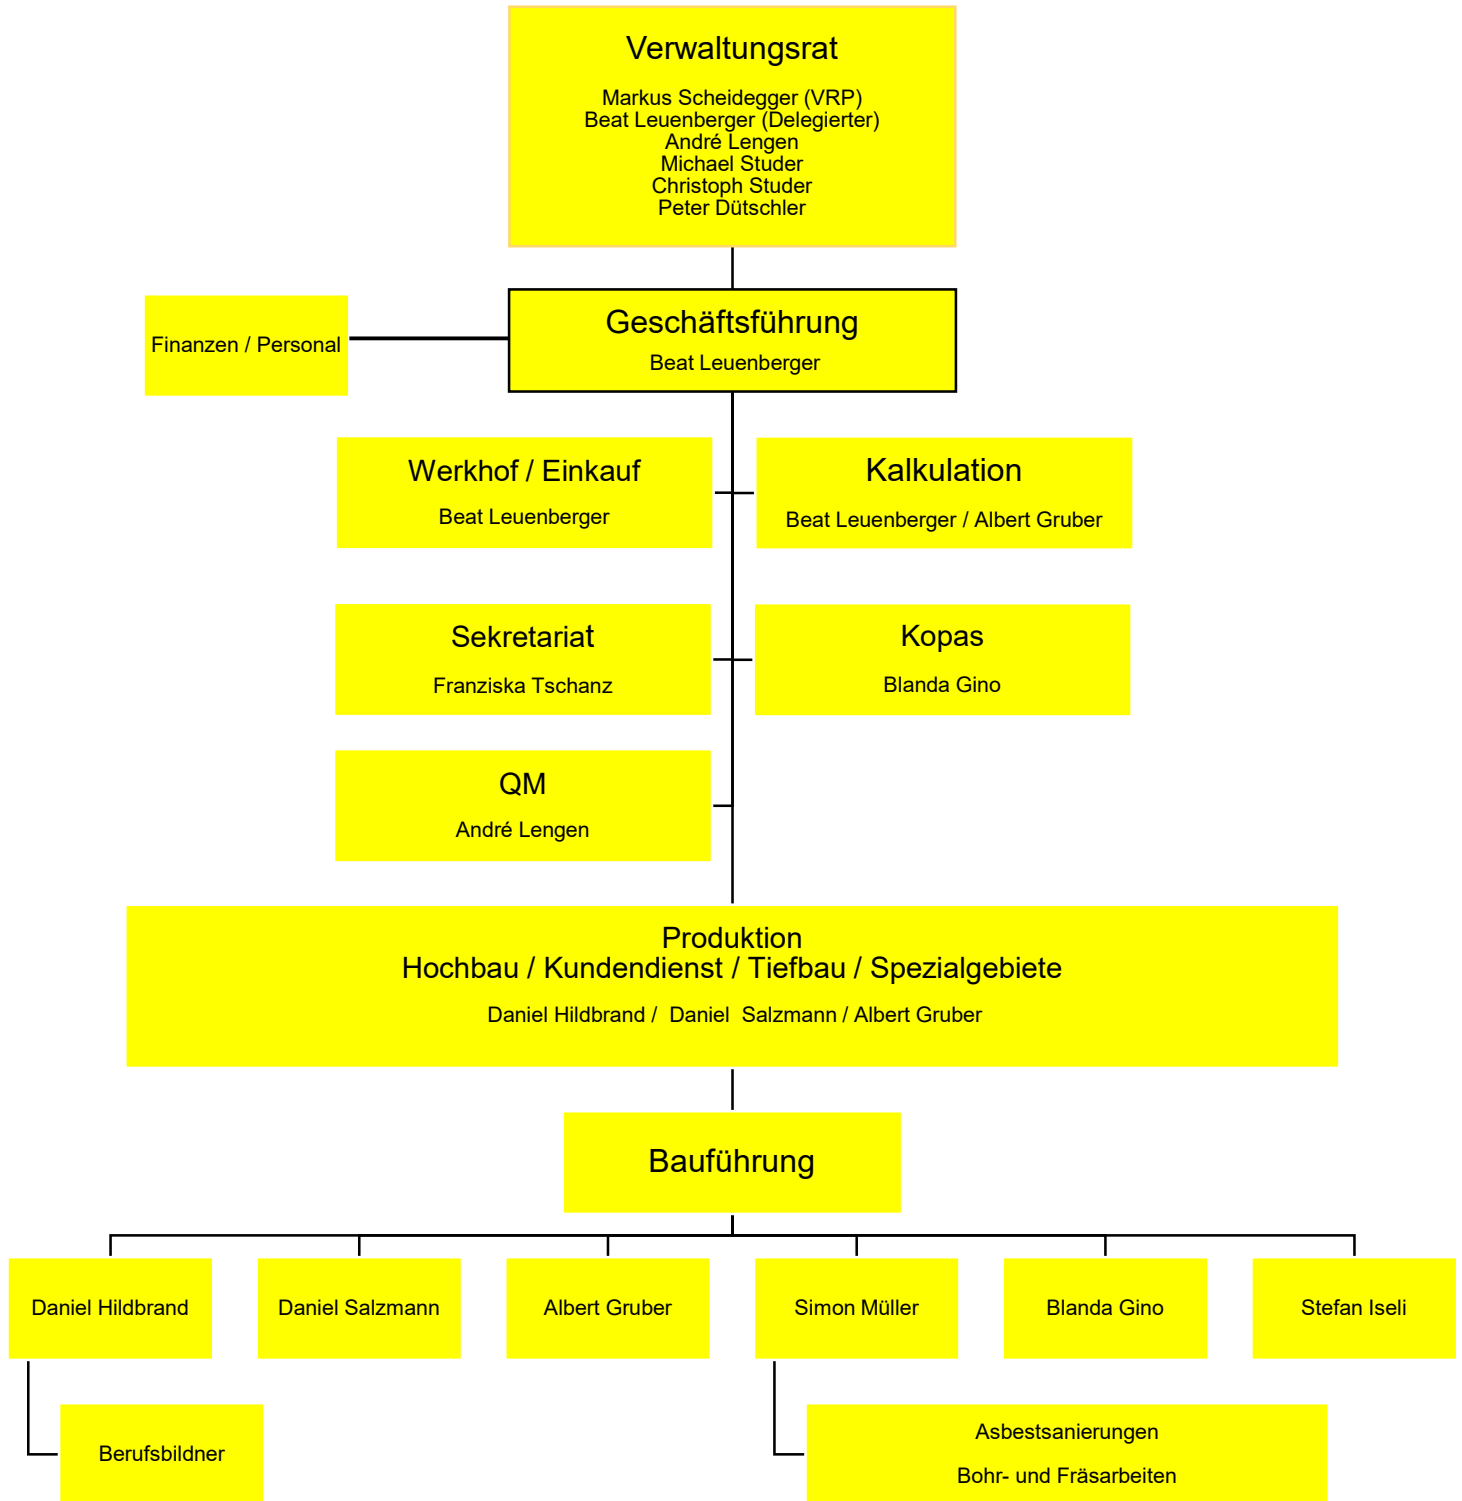 Verwaltungsrat
Markus Scheidegger (VRP)
Beat Leuenberger (Delegierter)
André Lengen
Michael Studer
Christoph Studer
Peter Dütschler
Finanzen / Personal
Geschäftsführung
Beat Leuenberger
Werkhof / Einkauf
Beat Leuenberger
Kalkulation
Beat Leuenberger / Albert Gruber
Sekretariat
Franziska Tschanz
Kopas
Blanda Gino
QM
André Lengen
Produktion
Hochbau / Kundendienst / Tiefbau / Spezialgebiete
Daniel Hildbrand /  Daniel  Salzmann / Albert Gruber
Bauführung
Daniel Hildbrand
Daniel Salzmann
Albert Gruber
Simon Müller
Blanda Gino
Stefan Iseli
Berufsbildner
Asbestsanierungen
Bohr- und Fräsarbeiten